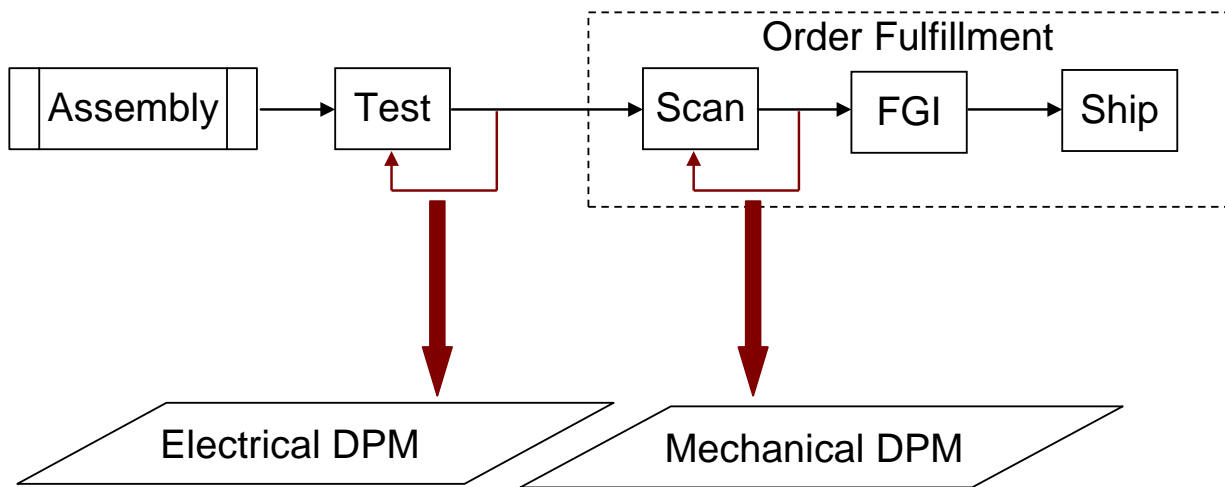 Order Fulfillment
Assembly
Test
Scan
FGI
Ship
Electrical DPM
Mechanical DPM